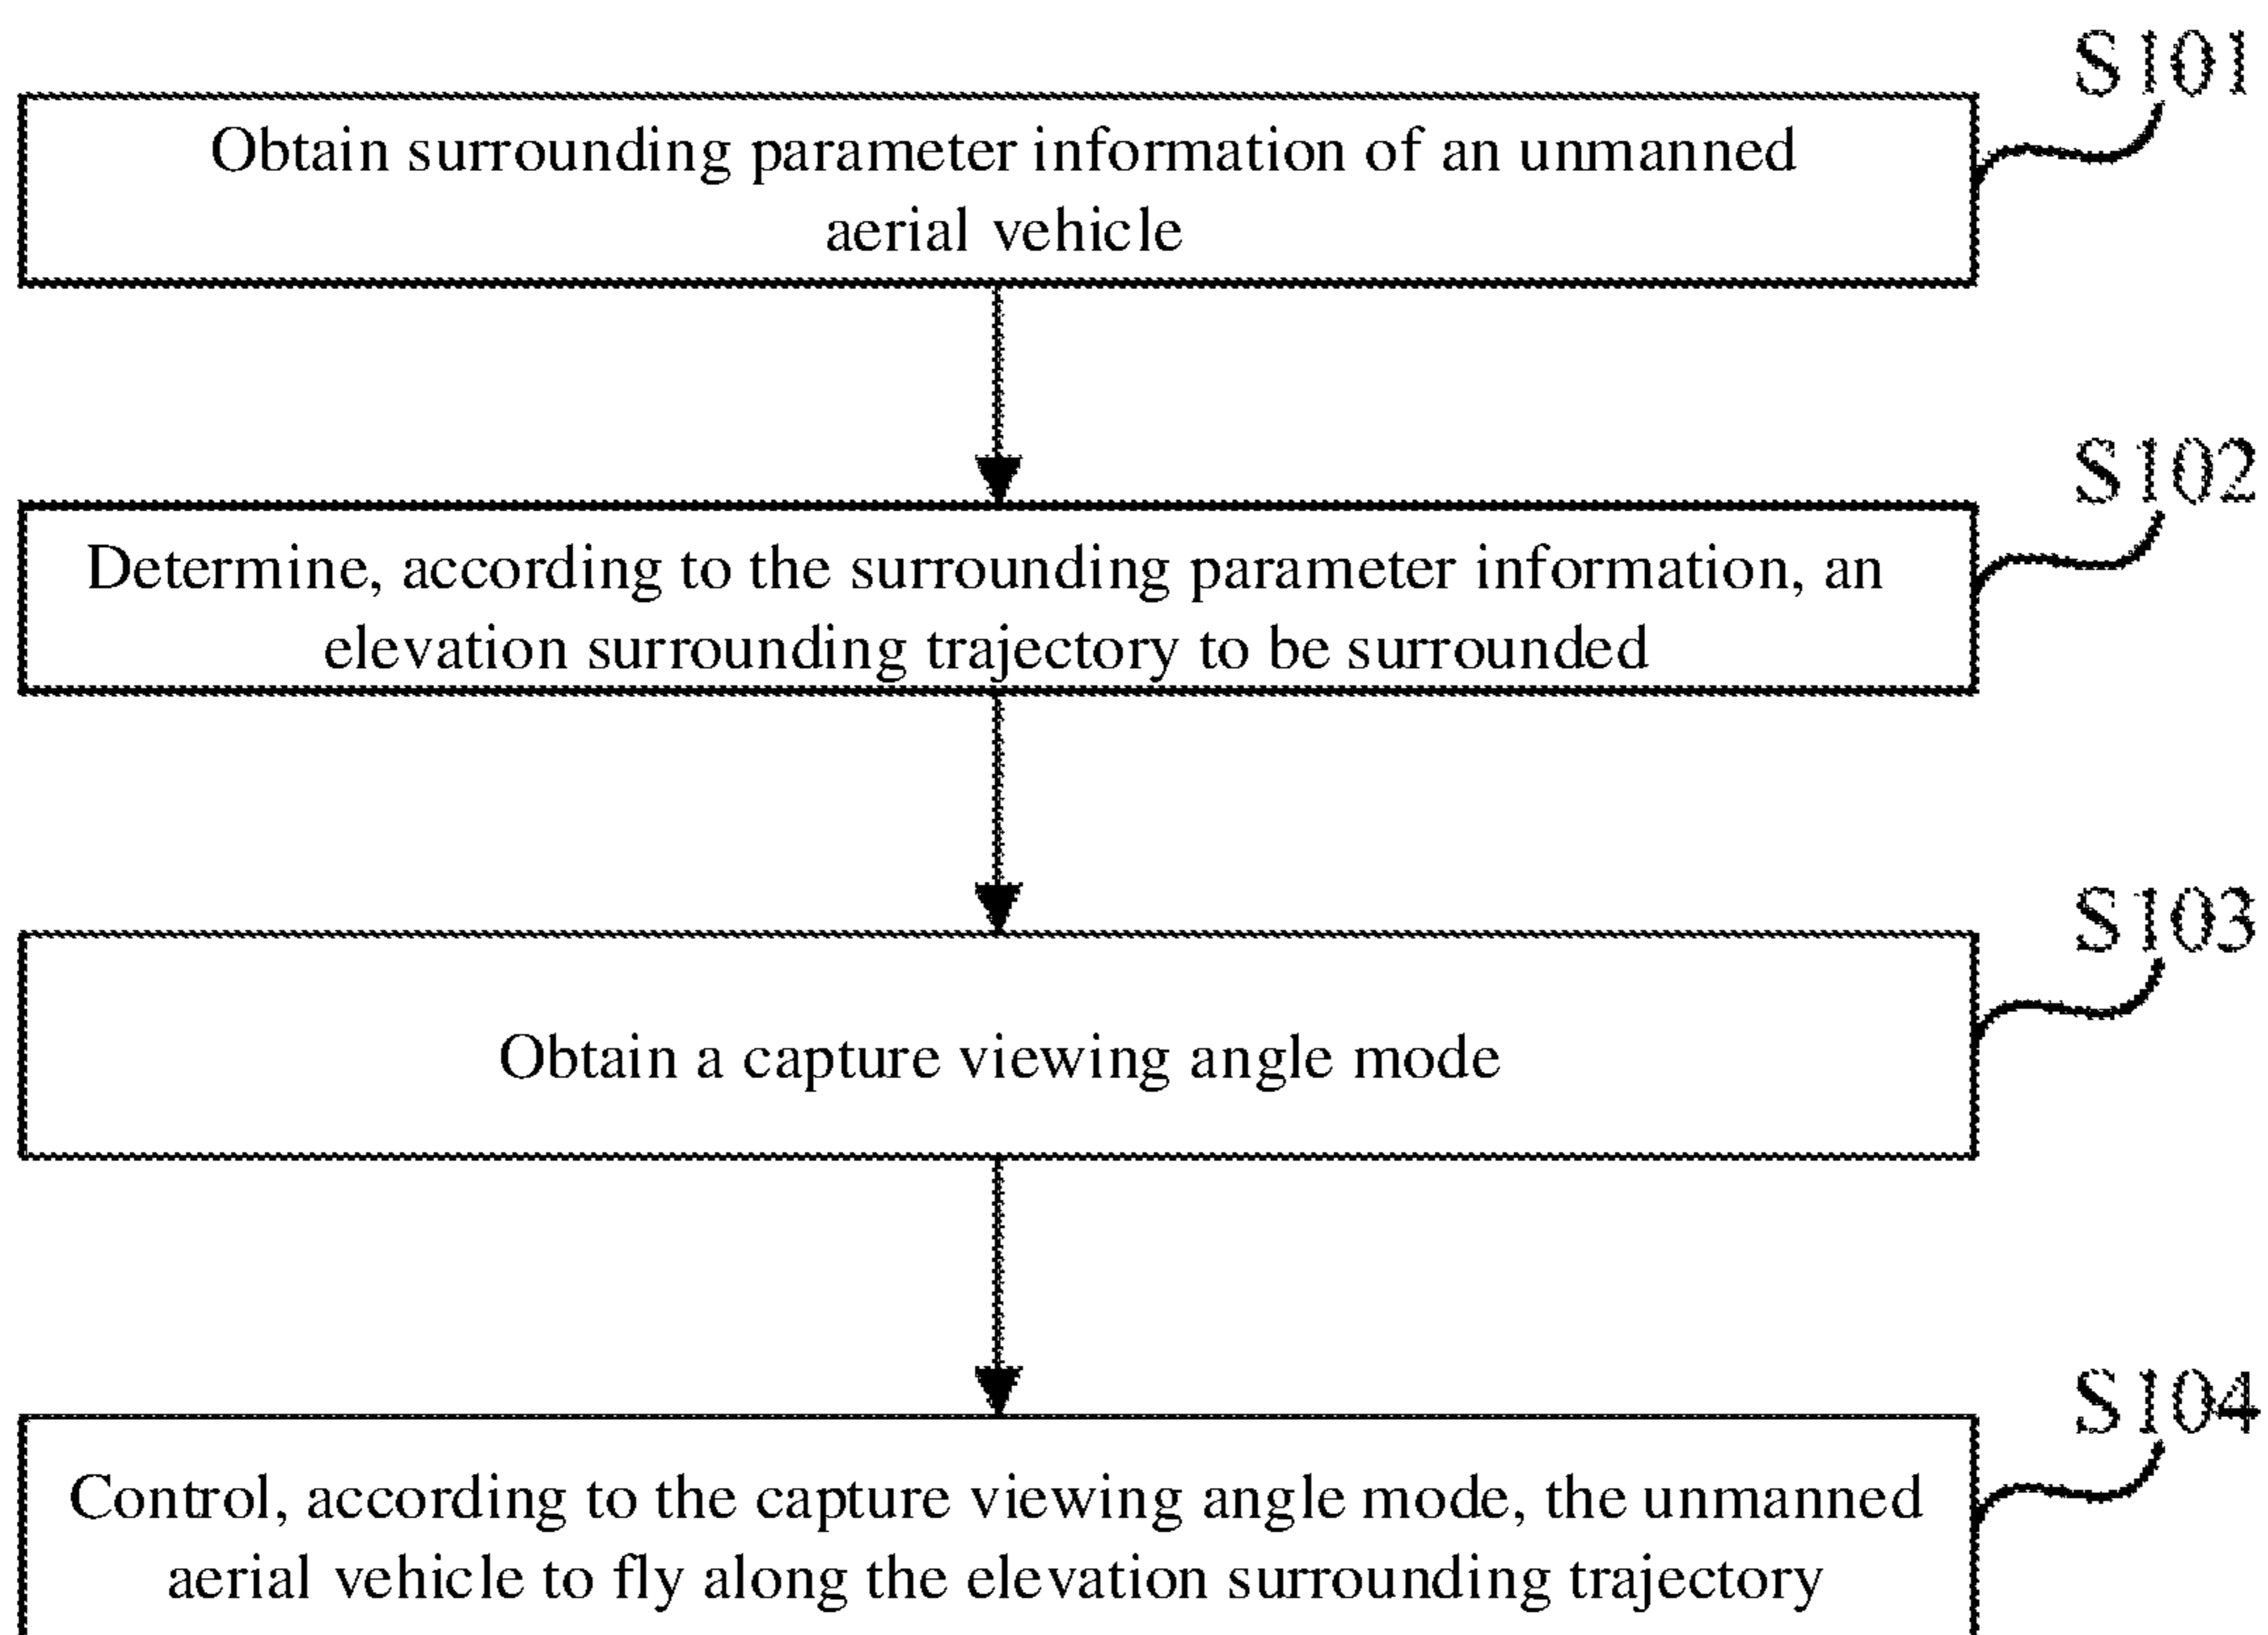 S101
Obtain surrounding parameter information of an unmanned
aerial vehicle
S102
Determine, according to the surrounding parameter information, an
elevation surrounding trajectory to be surrounded
S103
Obtain a capture viewing angle mode
S104
Control, according to the capture viewing angle mode, the unmanned
aerial vehicle to fly along the elevation surrounding trajectory